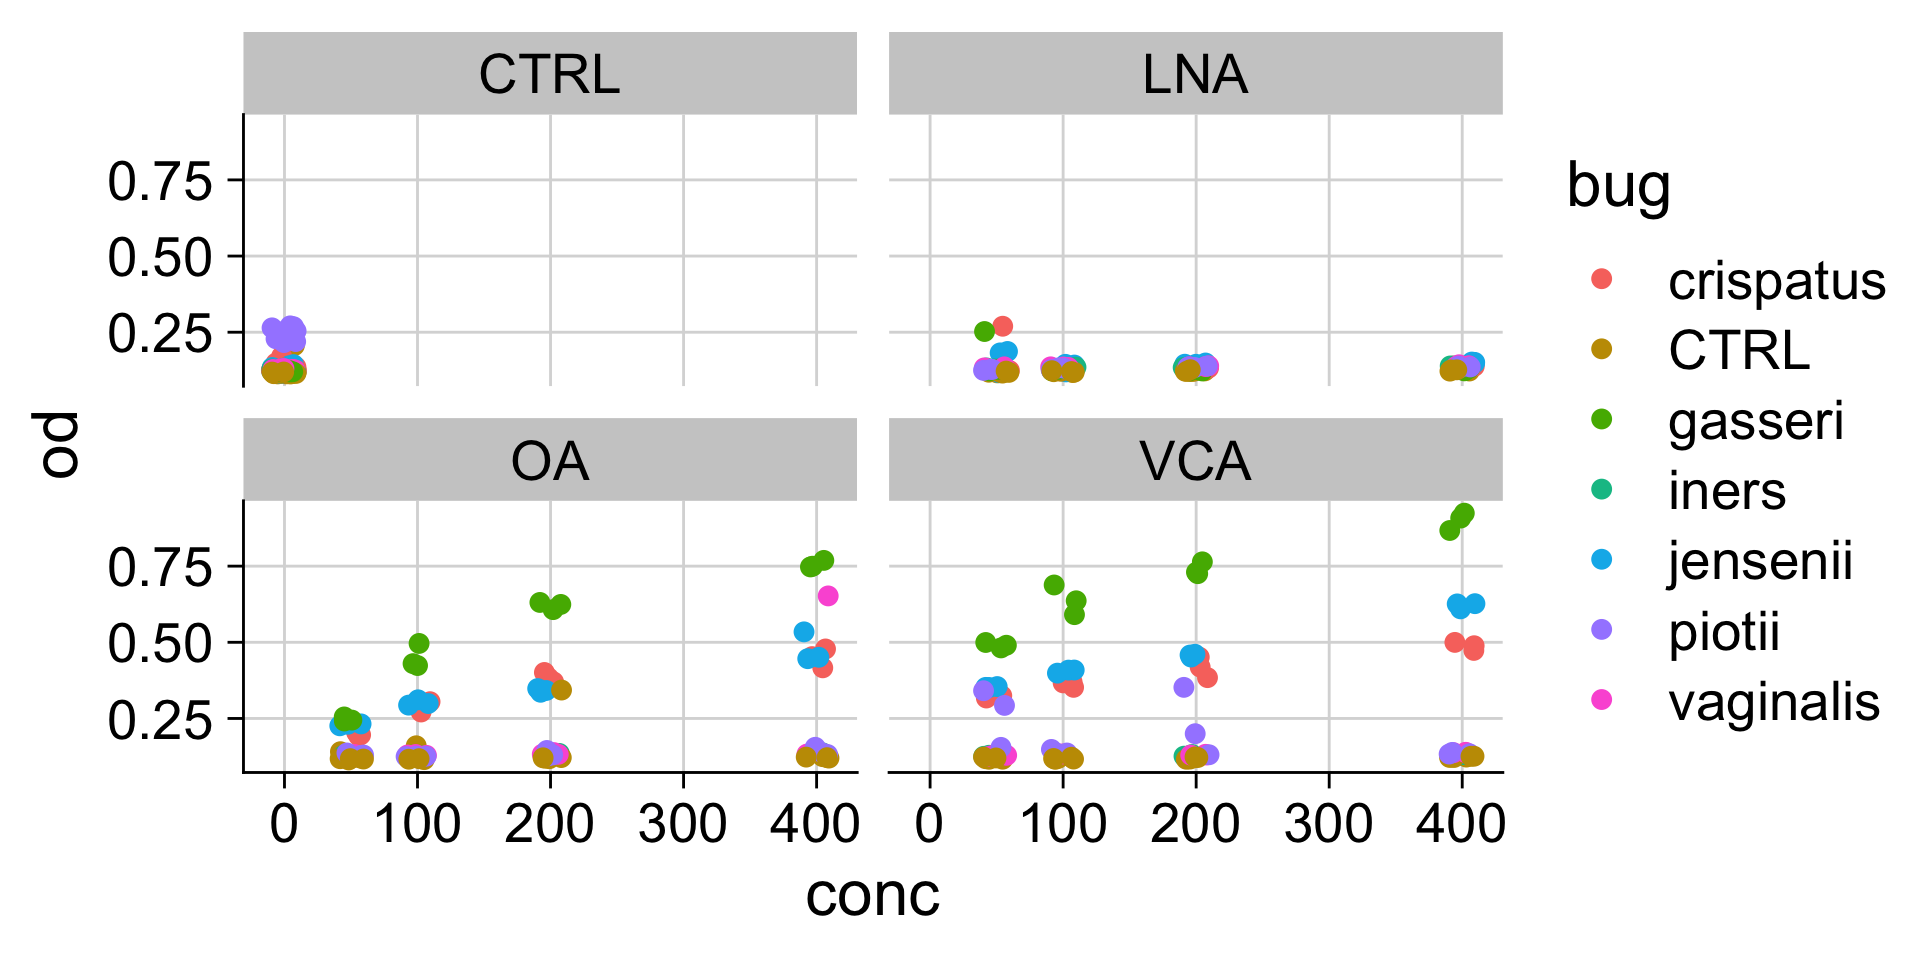 CTRL
LNA
0.75
0.50
0.25
OA
VCA
0.75
0.50
0.25
0 100 200 300 400
0 100 200 300 400
conc
od
bug
crispatus
CTRL
gasseri
iners
jensenii
piotii
vaginalis